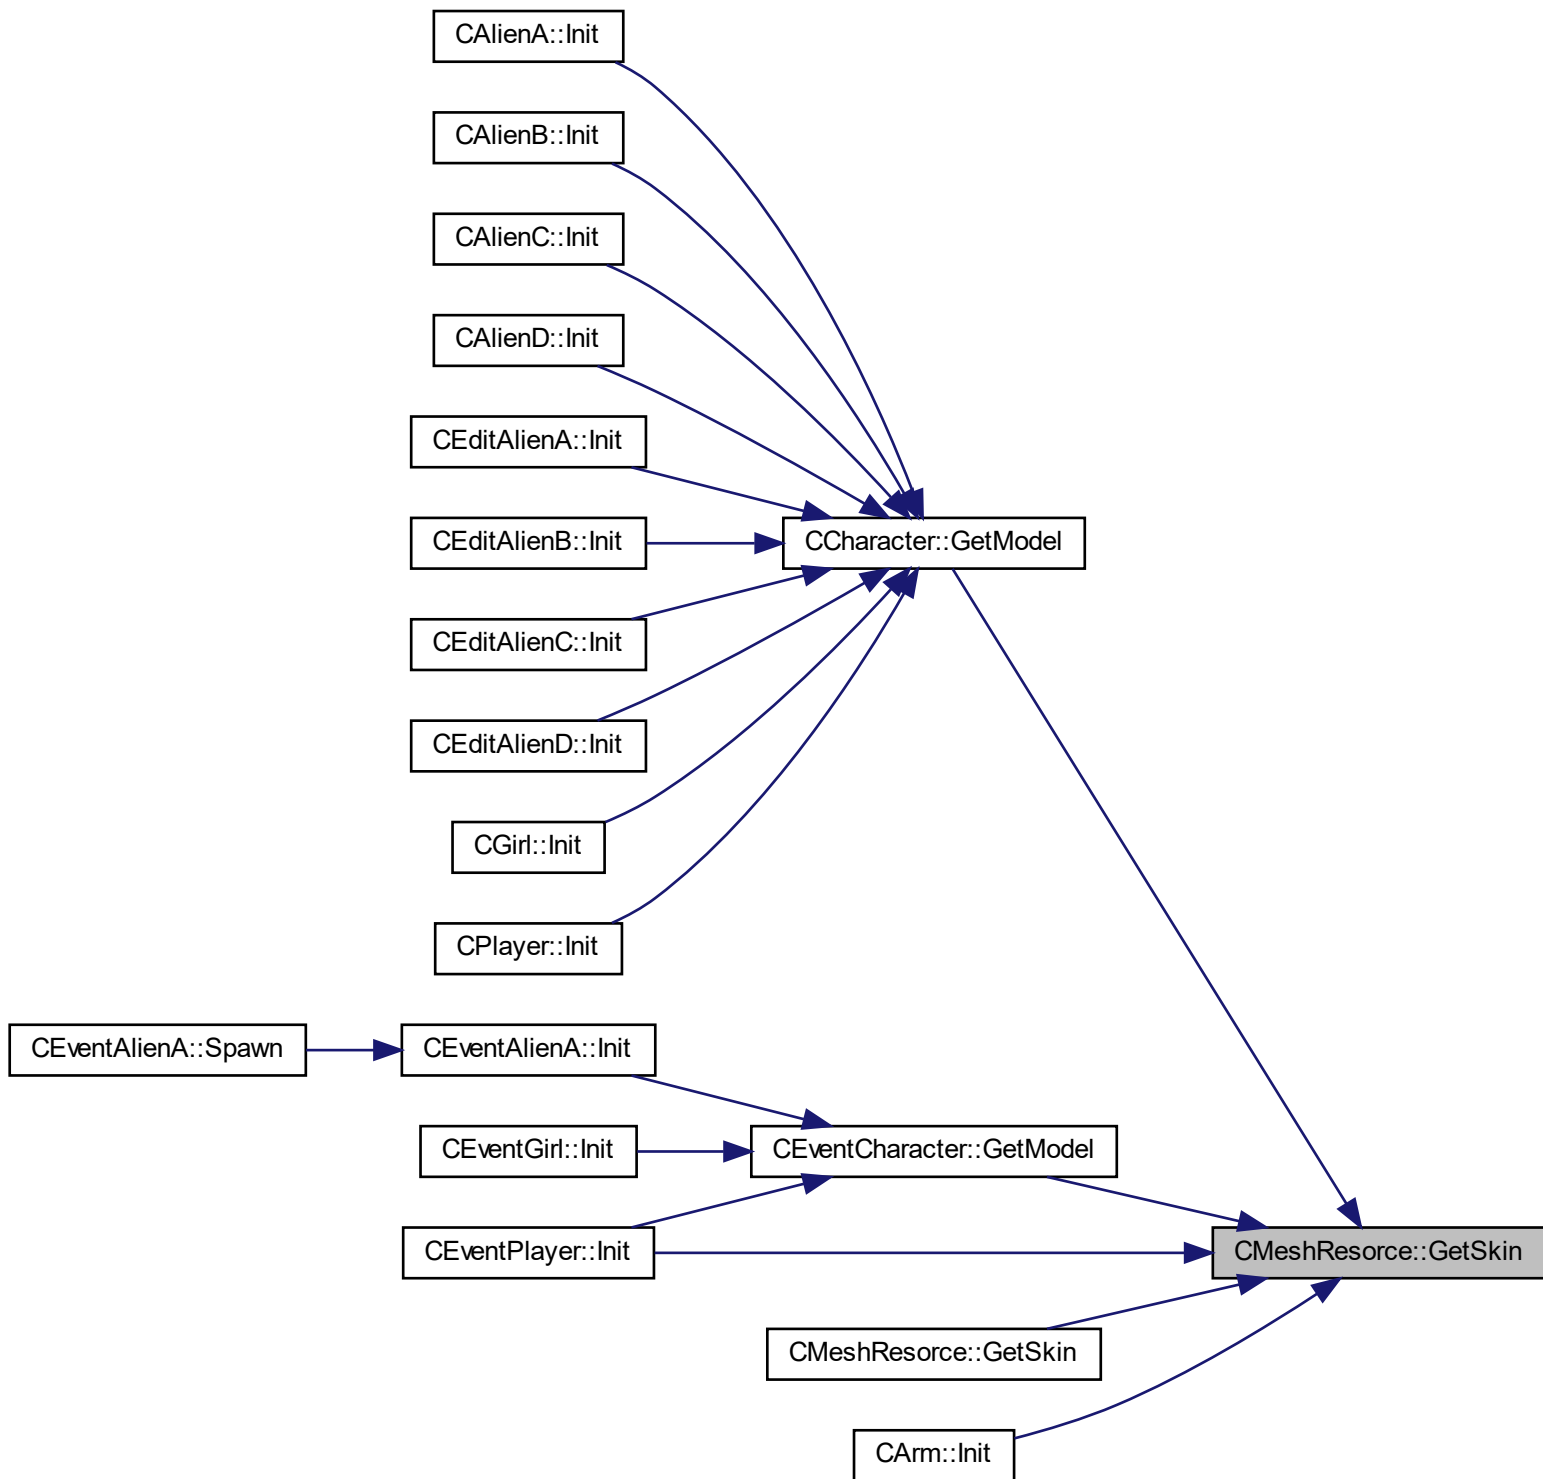 CAlienA::Init
CAlienB::Init
CAlienC::Init
CAlienD::Init
CEditAlienA::Init
CEditAlienB::Init
CCharacter::GetModel
CEditAlienC::Init
CEditAlienD::Init
CGirl::Init
CPlayer::Init
CEventAlienA::Spawn
CEventAlienA::Init
CEventGirl::Init
CEventCharacter::GetModel
CEventPlayer::Init
CMeshResorce::GetSkin
CMeshResorce::GetSkin
CArm::Init